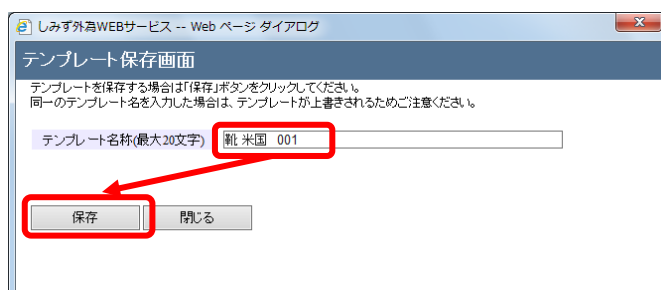 しみず外為WEBサービス -- Web ページ ダイアログ
テンプレート保存画面
テンプレートを保存する場合は「保存」ボタンをクリックしてください。
同一のテンプレート名を入力した場合は、テンプレートが上書きされるためご注意ください。
テンプレート名称(最大20文字) 靴 米国 001
保存 閉じる